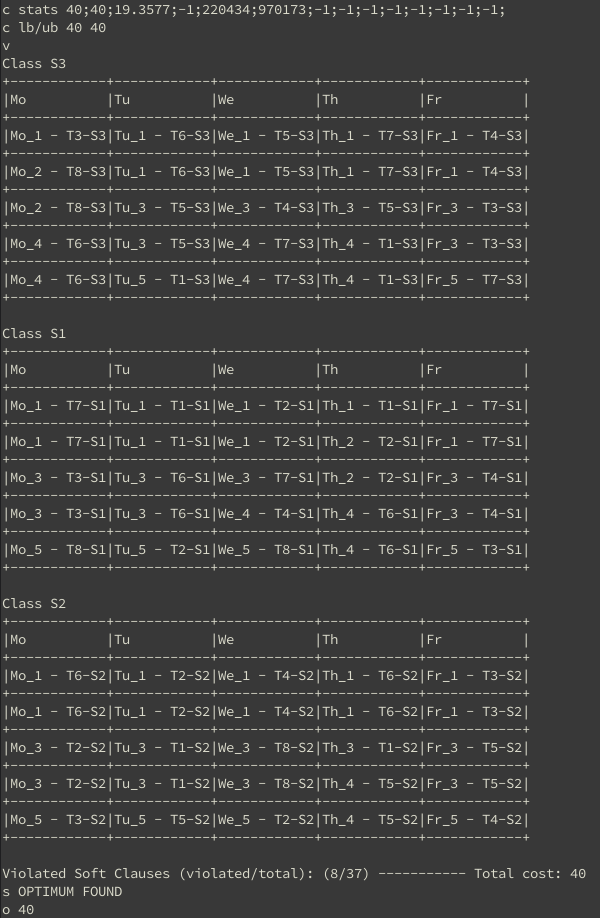 c stats 40;40;19.3577;-1;220434;970173;-1;-1;-1;-1;-1;-1;-1;-1;
c lb/ub 40 40
v
Class S3
+------------+------------+------------+------------+------------+
|Mo          |Tu          |We          |Th          |Fr          |
+------------+------------+------------+------------+------------+
|Mo_1 - T3-S3|Tu_1 - T6-S3|We_1 - T5-S3|Th_1 - T7-S3|Fr_1 - T4-S3|
+------------+------------+------------+------------+------------+
|Mo_2 - T8-S3|Tu_1 - T6-S3|We_1 - T5-S3|Th_1 - T7-S3|Fr_1 - T4-S3|
+------------+------------+------------+------------+------------+
|Mo_2 - T8-S3|Tu_3 - T5-S3|We_3 - T4-S3|Th_3 - T5-S3|Fr_3 - T3-S3|
+------------+------------+------------+------------+------------+
|Mo_4 - T6-S3|Tu_3 - T5-S3|We_4 - T7-S3|Th_4 - T1-S3|Fr_3 - T3-S3|
+------------+------------+------------+------------+------------+
|Mo_4 - T6-S3|Tu_5 - T1-S3|We_4 - T7-S3|Th_4 - T1-S3|Fr_5 - T7-S3|
+------------+------------+------------+------------+------------+
Class S1
+------------+------------+------------+------------+------------+
|Mo          |Tu          |We          |Th          |Fr          |
+------------+------------+------------+------------+------------+
|Mo_1 - T7-S1|Tu_1 - T1-S1|We_1 - T2-S1|Th_1 - T1-S1|Fr_1 - T7-S1|
+------------+------------+------------+------------+------------+
|Mo_1 - T7-S1|Tu_1 - T1-S1|We_1 - T2-S1|Th_2 - T2-S1|Fr_1 - T7-S1|
+------------+------------+------------+------------+------------+
|Mo_3 - T3-S1|Tu_3 - T6-S1|We_3 - T7-S1|Th_2 - T2-S1|Fr_3 - T4-S1|
+------------+------------+------------+------------+------------+
|Mo_3 - T3-S1|Tu_3 - T6-S1|We_4 - T4-S1|Th_4 - T6-S1|Fr_3 - T4-S1|
+------------+------------+------------+------------+------------+
|Mo_5 - T8-S1|Tu_5 - T2-S1|We_5 - T8-S1|Th_4 - T6-S1|Fr_5 - T3-S1|
+------------+------------+------------+------------+------------+
Class S2
+------------+------------+------------+------------+------------+
|Mo          |Tu          |We          |Th          |Fr          |
+------------+------------+------------+------------+------------+
|Mo_1 - T6-S2|Tu_1 - T2-S2|We_1 - T4-S2|Th_1 - T6-S2|Fr_1 - T3-S2|
+------------+------------+------------+------------+------------+
|Mo_1 - T6-S2|Tu_1 - T2-S2|We_1 - T4-S2|Th_1 - T6-S2|Fr_1 - T3-S2|
+------------+------------+------------+------------+------------+
|Mo_3 - T2-S2|Tu_3 - T1-S2|We_3 - T8-S2|Th_3 - T1-S2|Fr_3 - T5-S2|
+------------+------------+------------+------------+------------+
|Mo_3 - T2-S2|Tu_3 - T1-S2|We_3 - T8-S2|Th_4 - T5-S2|Fr_3 - T5-S2|
+------------+------------+------------+------------+------------+
|Mo_5 - T3-S2|Tu_5 - T5-S2|We_5 - T2-S2|Th_4 - T5-S2|Fr_5 - T4-S2|
+------------+------------+------------+------------+------------+
Violated Soft Clauses (violated/total): (8/37) ----------- Total cost: 40
s OPTIMUM FOUND
o 40